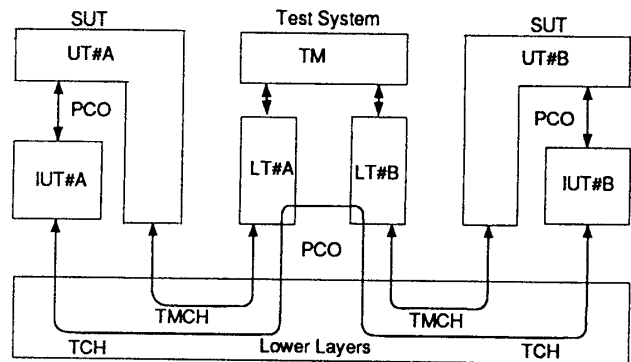 SUT
Test System
SUT
UT#A
TM
UT#B
PCO
PCO
IUT#A
LT#A
LT#B
IUT#B
PCO
TMCH
TMCH
TCH
Lower Layers
TCH